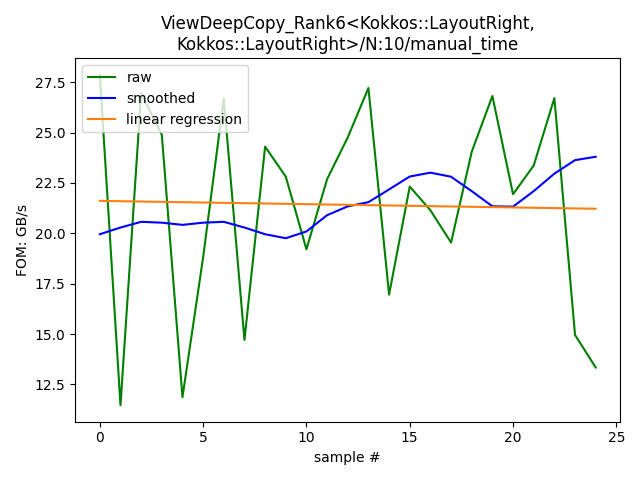 ViewDeepCopy_Rank6<Kokkos::LayoutRight,
Kokkos::LayoutRight>/N:10/manual_time
raw
smoothed
linear regression
FOM: GB/s
27.5
25.0
22.5
20.0
17.5
15.0
12.5
0
5
10
15
20
25
sample #